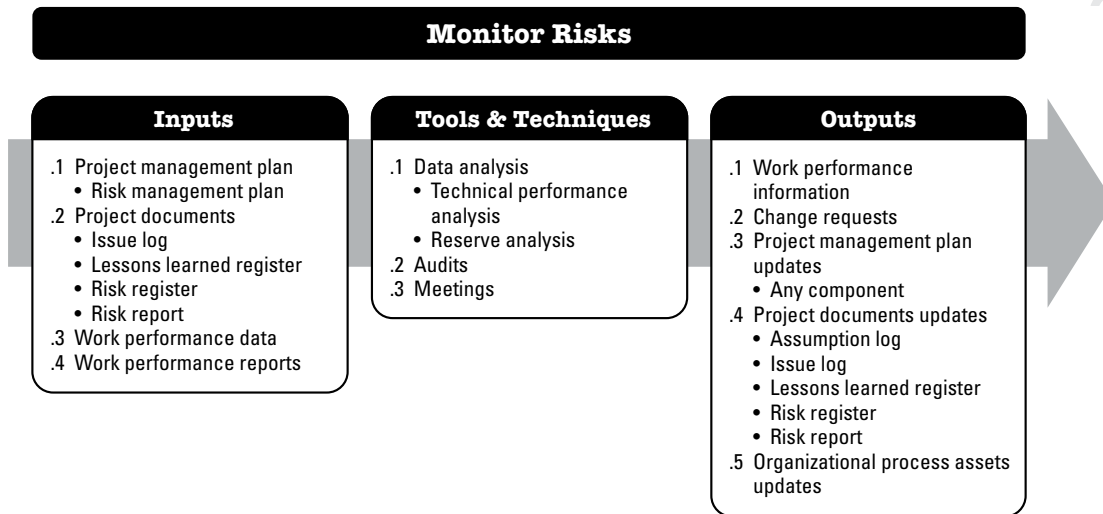 Monitor Risks
Inputs
.1 Project management plan
• Risk management plan
.2 Project documents
• Issue log
• Lessons learned register
• Risk register
• Risk report
.3 Work performance data
.4 Work performance reports
Tools & Techniques
.1 Data analysis
• Technical performance
analysis
• Reserve analysis
.2 Audits
.3 Meetings
Outputs
.1 Work performance
information
.2 Change requests
.3 Project management plan
updates
• Any component
.4 Project documents updates
• Assumption log
• Issue log
• Lessons learned register
• Risk register
• Risk report
.5 Organizational process assets
updates